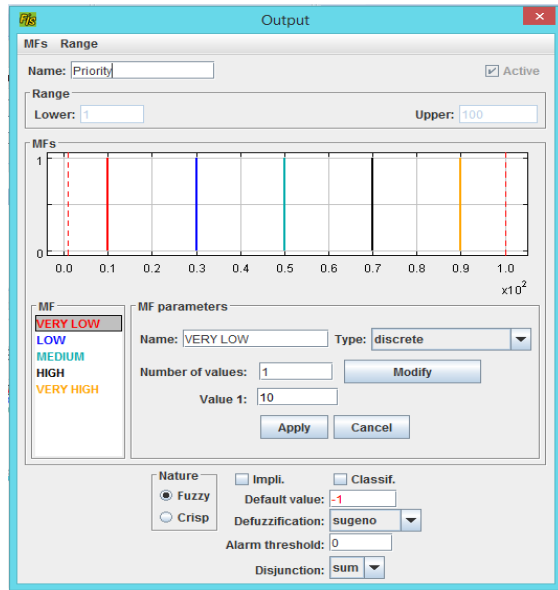 Fis Output ×
MFs Range
Name: Priority Active
Range
Lower: 1 Upper: 100
MFs
1
0
0.0 0.1 0.2 0.3 0.4 0.5 0.6 0.7 0.8 0.9 1.0
x10²
MF
VERY LOW
LOW
MEDIUM
HIGH
VERY HIGH
MF parameters
Name: VERY LOW Type: discrete
Number of values: 1 Modify
Value 1: 10
Apply Cancel
Nature
Fuzzy
Crisp
Impli. Classif.
Default value: -1
Defuzzification: sugeno
Alarm threshold: 0
Disjunction: sum